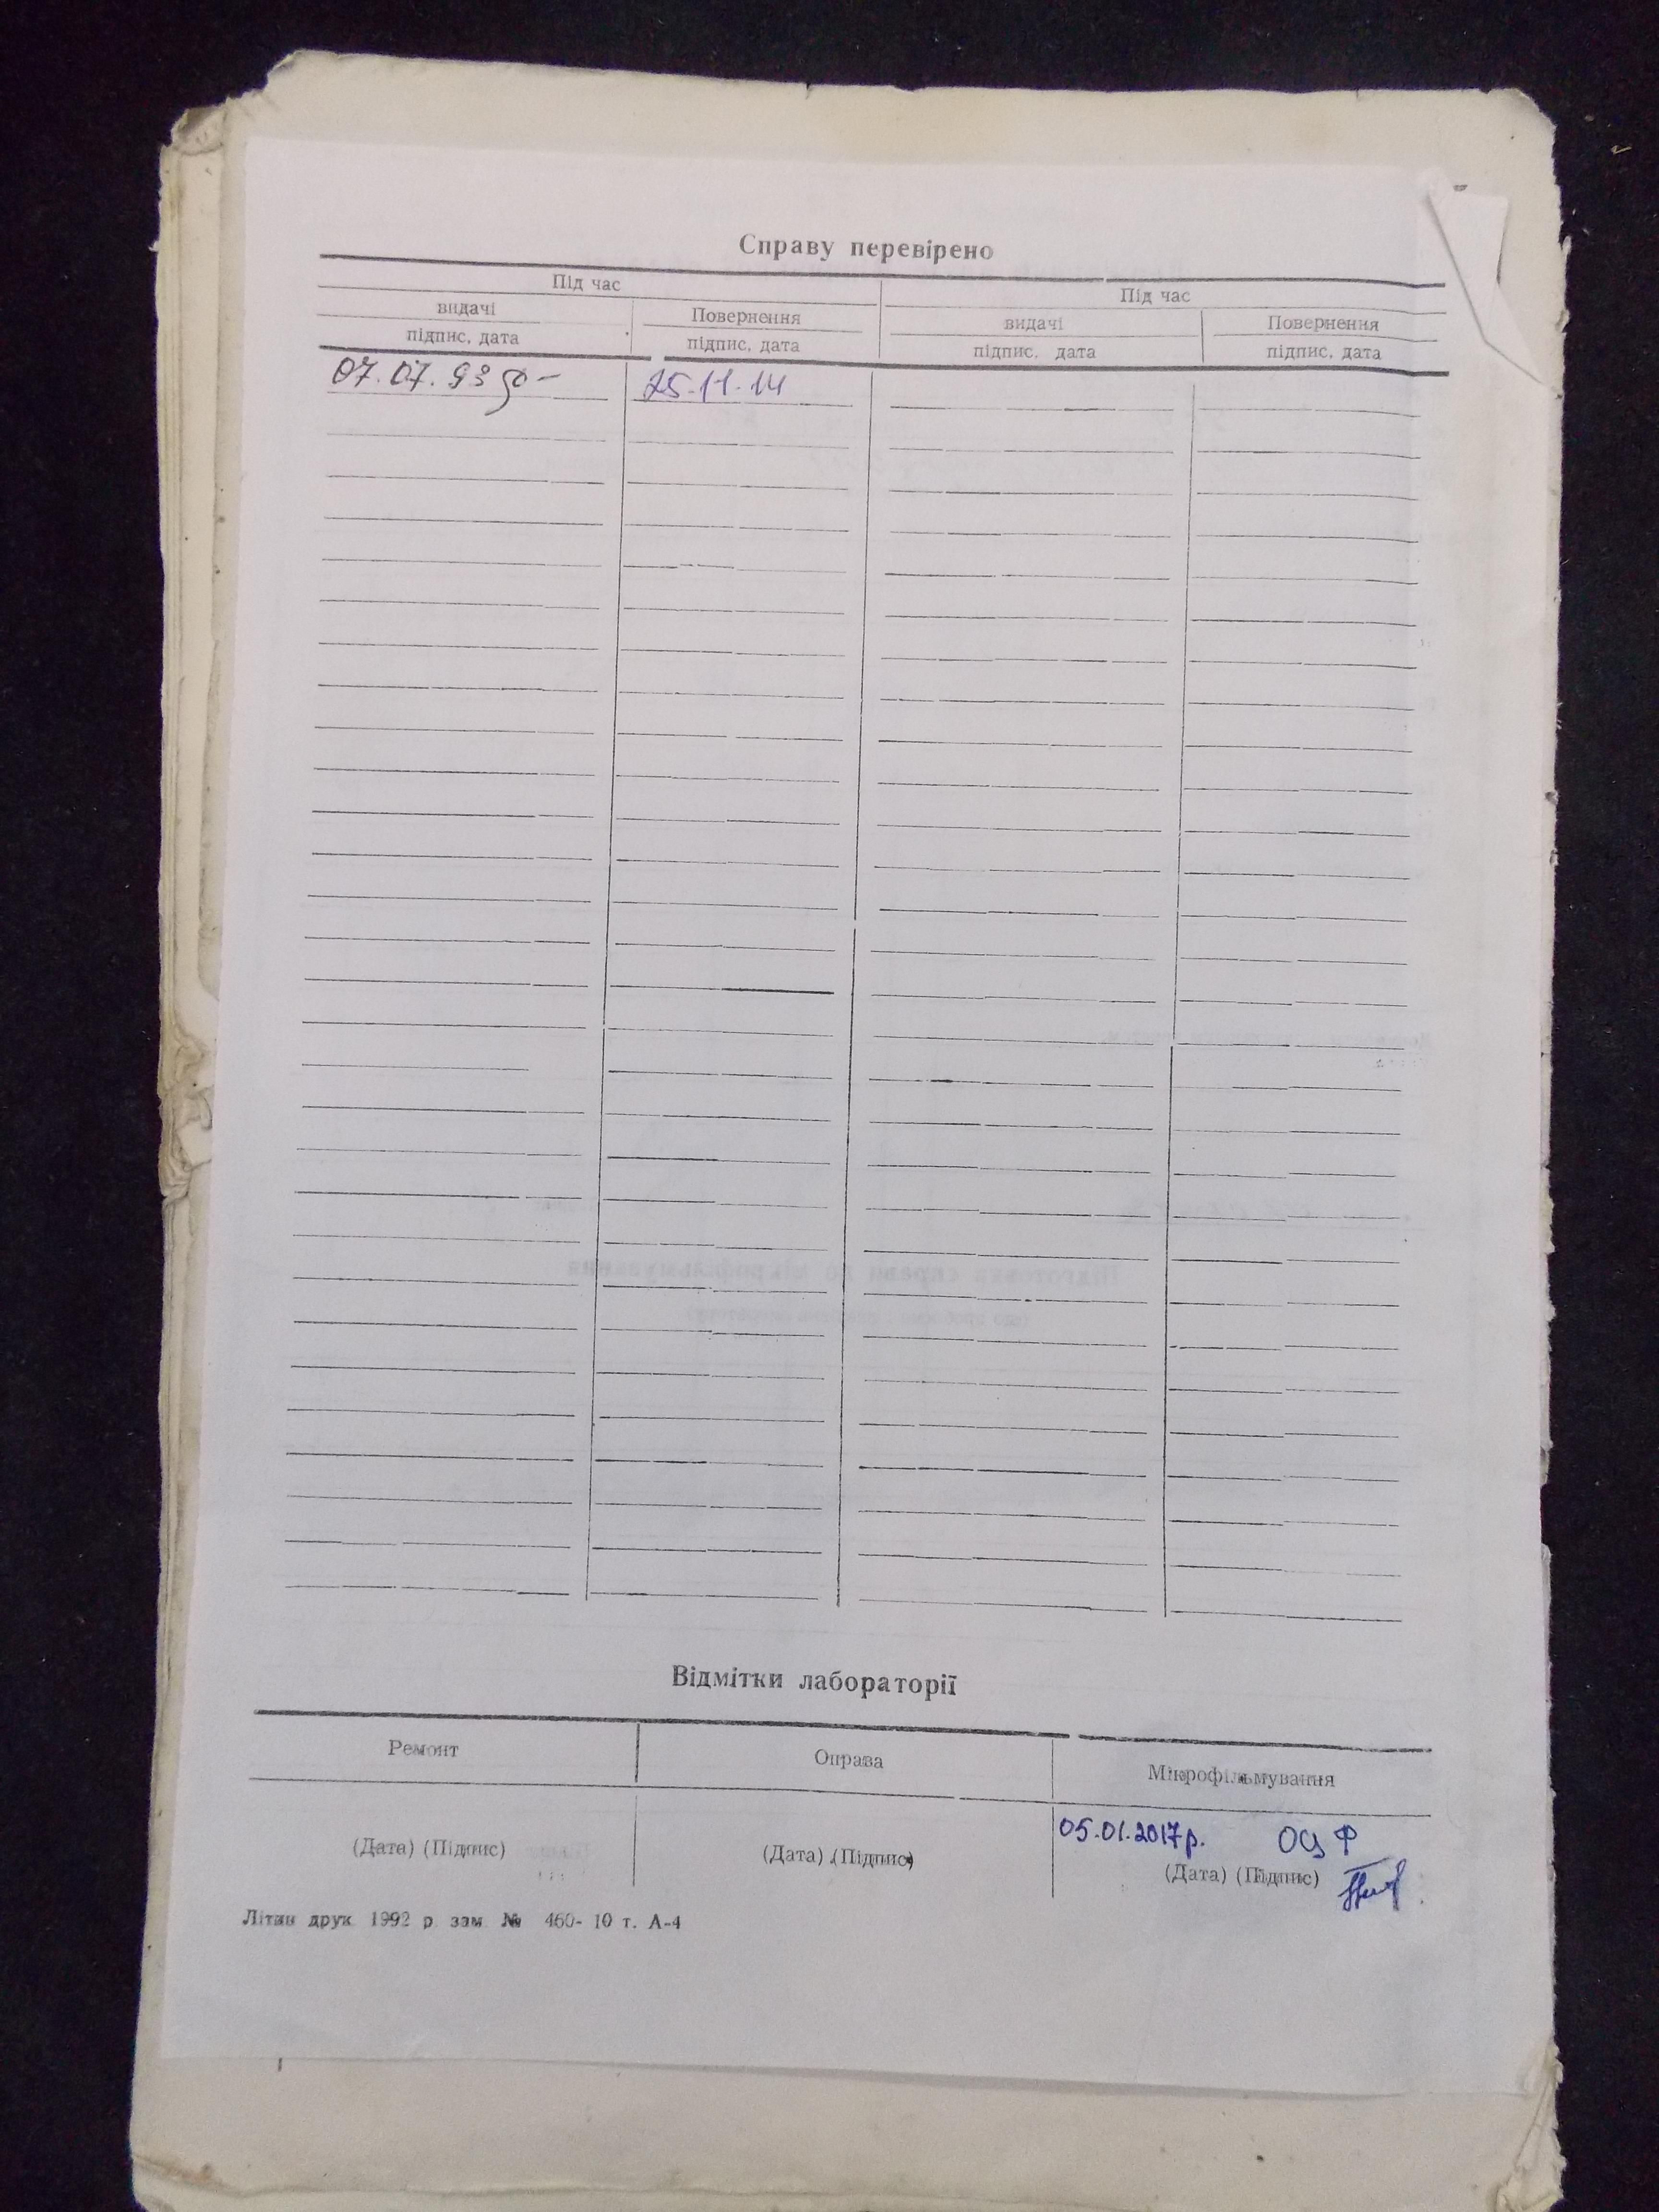 Справу перевірено
Під час Під час
видачі Повернення видачі Повернення
підпис, дата підпис, дата підпис, дата підпис, дата
07.07.93 25.11.14
Відмітки лабораторії
Ремонт Оправа Мікрофільмування
05.01.2017р. ОЦФ
(Дата) (Підпис) (Дата) (Підпис) (Дата) (Підпис)
Літин друк 1992 р зам № 460-10 т. А-4